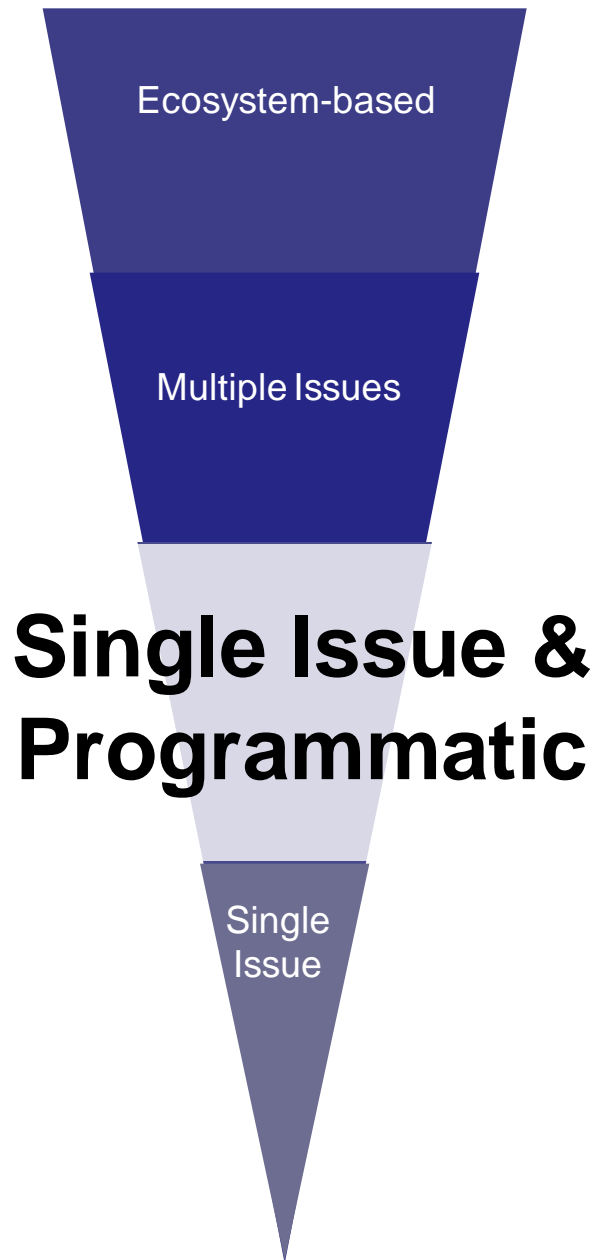 Ecosystem-based
Multiple Issues
Single Issue &
Programmatic
Single
Issue